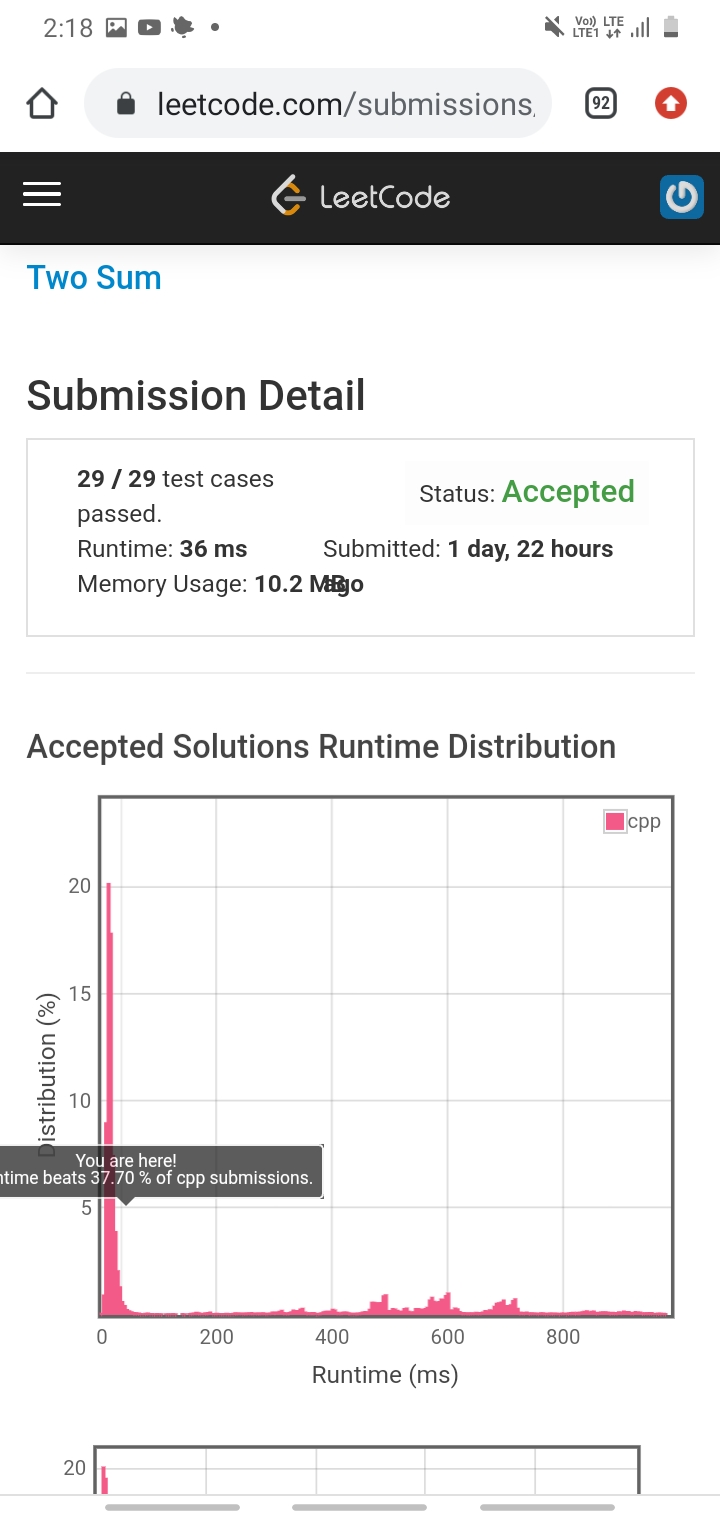 2:18
Vo)) LTE
LTE1
leetcode.com/submissions
92
LeetCode
Two Sum
Submission Detail
29 / 29 test cases
passed.
Status: Accepted
Runtime: 36 ms
Submitted: 1 day, 22 hours
ago
Memory Usage: 10.2 MB
Accepted Solutions Runtime Distribution
cpp
20
15
10
5
Distribution (%)
You are here!
beats 37.70 % of cpp submissions.
0
200
400
600
800
Runtime (ms)
20